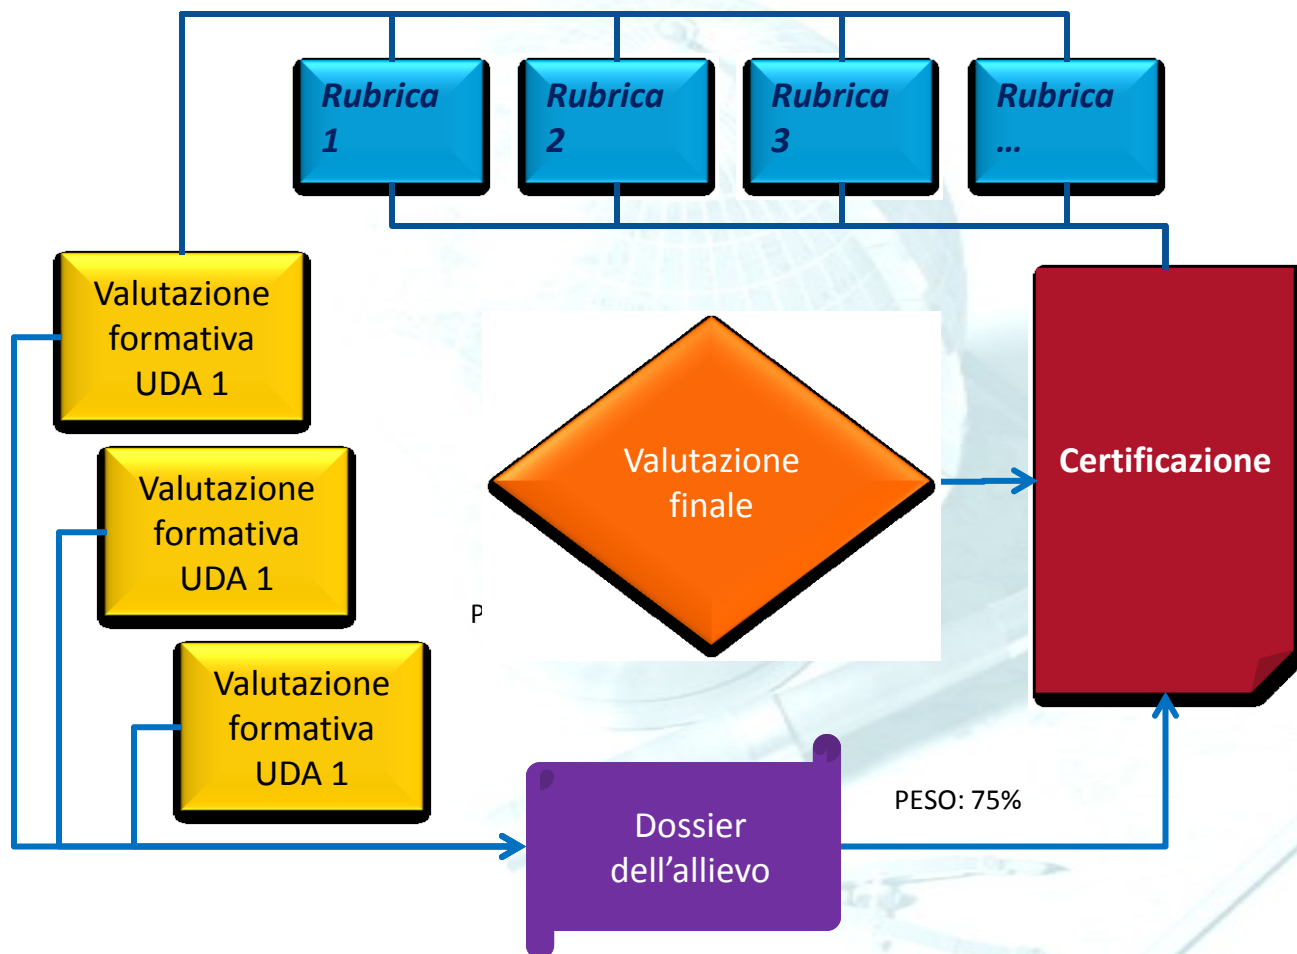 Rubrica
1
Rubrica
2
Rubrica
3
Rubrica
...
Valutazione
formativa
UDA 1
Valutazione
formativa
UDA 1
Valutazione
formativa
UDA 1
Valutazione
finale
Certificazione
Dossier
dell’allievo
PESO: 75%